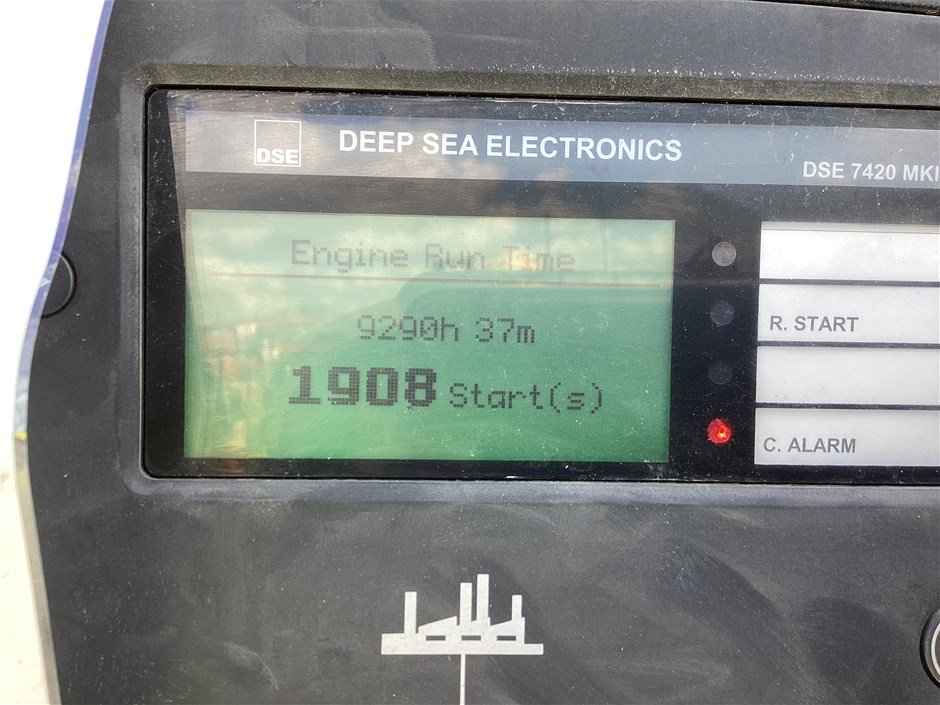 DSE
DEEP SEA ELECTRONICS
DSE 7420 MKI
Engine Run Time
9290h 37m
1908 Start(s)
R. START
C. ALARM